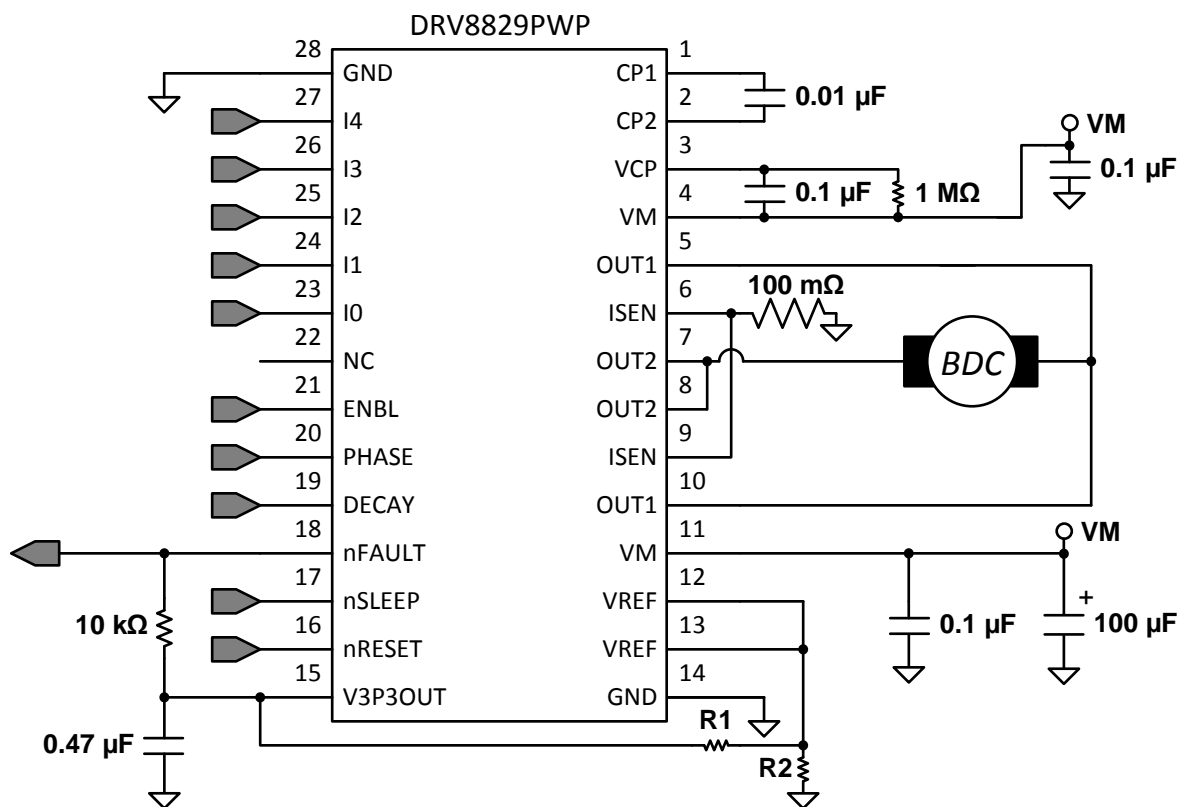 DRV8829PWP
28 1
GND CP1
27 2 0.01 µF
I4 CP2 VM
26 3
I3 VCP 0.1 µF
25 4 0.1 µF 1 MΩ
I2 VM
24 5
I1 OUT1
23 6 100 mΩ
I0 ISEN
22 7
NC OUT2 BDC
21 8
ENBL OUT2
20 9
PHASE ISEN
19 10
DECAY OUT1
18 11 VM
nFAULT VM
17 12
nSLEEP VREF
10 kΩ 16 13 0.1 µF + 100 µF
nRESET VREF
15 14
V3P3OUT GND
0.47 µF R1
R2